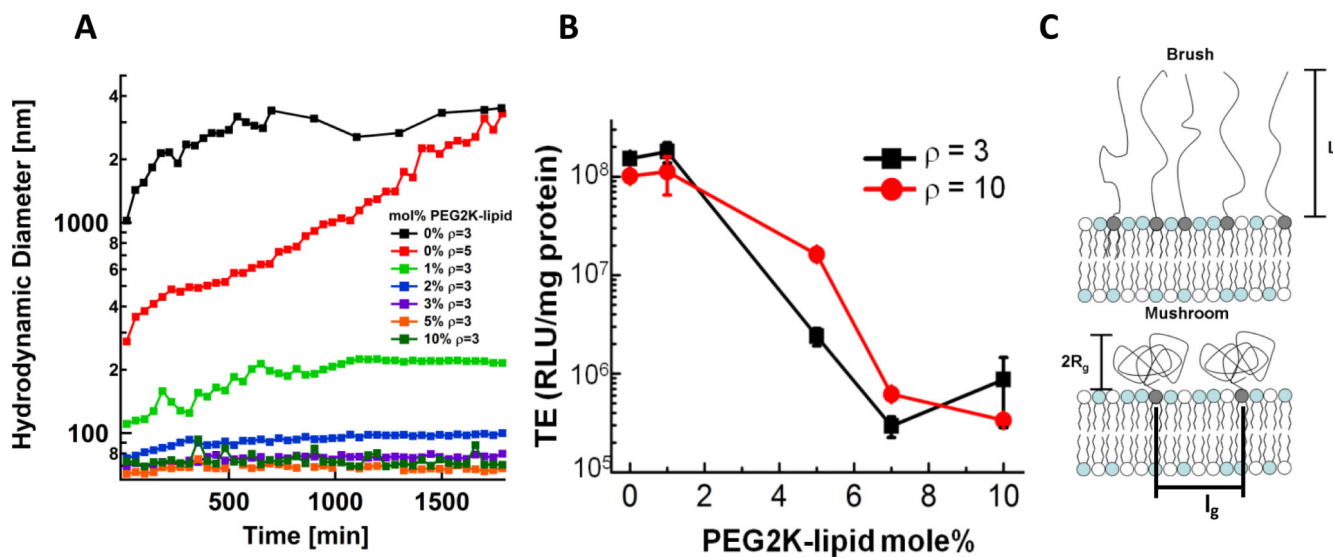 A
B
C
Hydrodynamic Diameter [nm]
4
2
1000
8
6
4
2
100
8
500
1000
1500
Time [min]
mol% PEG2K-lipid
0% ρ=3
0% ρ=5
1% ρ=3
2% ρ=3
3% ρ=3
5% ρ=3
10% ρ=3
TE (RLU/mg protein)
10⁸
10⁷
10⁶
10⁵
0
2
4
6
8
10
PEG2K-lipid mole%
ρ = 3
ρ = 10
Brush
L
Mushroom
2Rg
lg